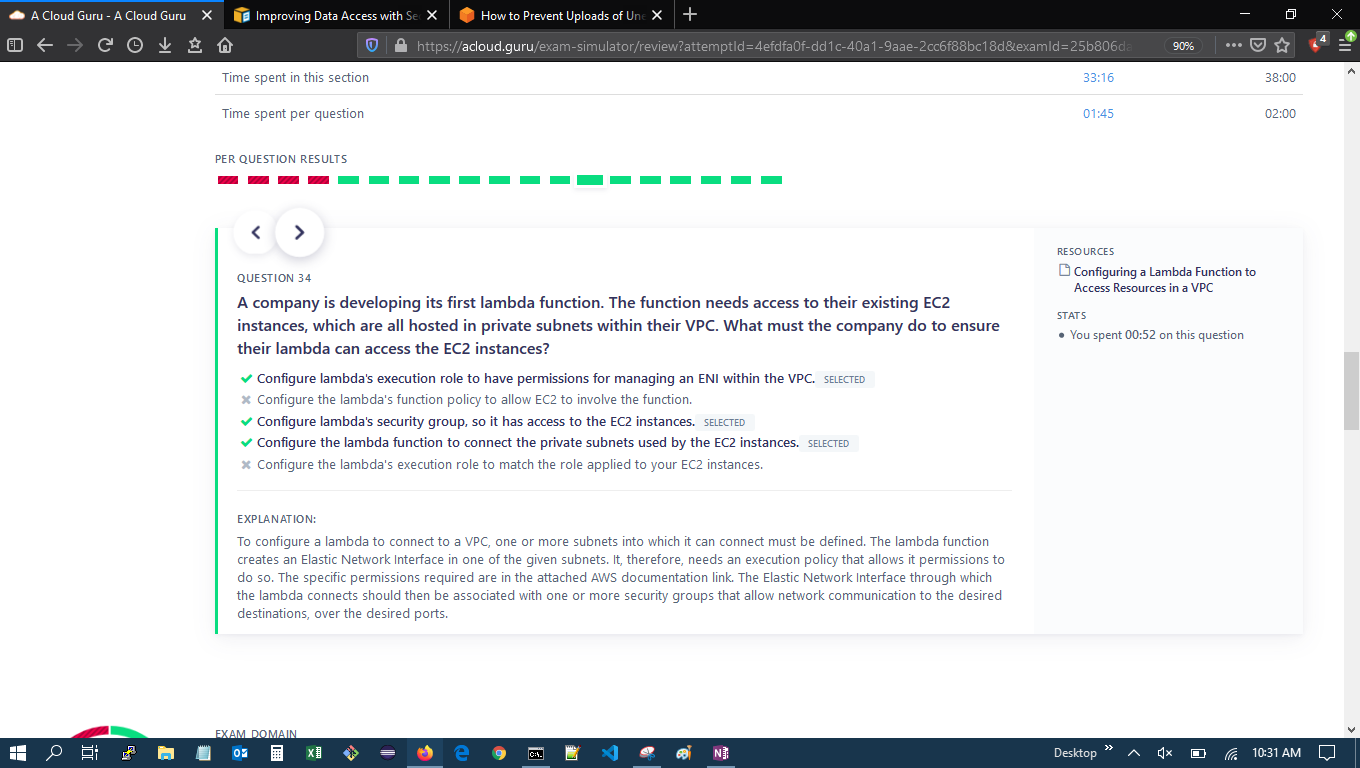 A Cloud Guru - A Cloud Guru
Improving Data Access with Se
How to Prevent Uploads of Une
https://acloud.guru/exam-simulator/review?attemptId=4efdfa0f-dd1c-40a1-9aae-2cc6f88bc18d&examId=25b806d
90%
4
Time spent in this section 33:16 38:00
Time spent per question 01:45 02:00
PER QUESTION RESULTS
QUESTION 34
A company is developing its first lambda function. The function needs access to their existing EC2
instances, which are all hosted in private subnets within their VPC. What must the company do to ensure
their lambda can access the EC2 instances?
Configure lambda's execution role to have permissions for managing an ENI within the VPC. SELECTED
Configure the lambda's function policy to allow EC2 to involve the function.
Configure lambda's security group, so it has access to the EC2 instances. SELECTED
Configure the lambda function to connect the private subnets used by the EC2 instances. SELECTED
Configure the lambda's execution role to match the role applied to your EC2 instances.
EXPLANATION:
To configure a lambda to connect to a VPC, one or more subnets into which it can connect must be defined. The lambda function
creates an Elastic Network Interface in one of the given subnets. It, therefore, needs an execution policy that allows it permissions to
do so. The specific permissions required are in the attached AWS documentation link. The Elastic Network Interface through which
the lambda connects should then be associated with one or more security groups that allow network communication to the desired
destinations, over the desired ports.
RESOURCES
Configuring a Lambda Function to
Access Resources in a VPC
STATS
You spent 00:52 on this question
EXAM DOMAIN
Desktop
10:31 AM